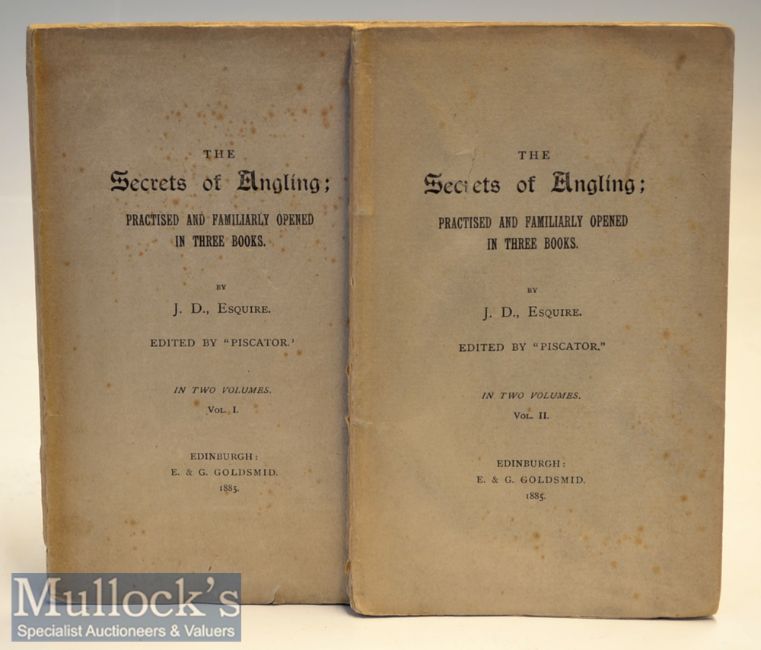 THE
Secrets of Angling;
PRACTISED AND FAMILIARLY OPENED
IN THREE BOOKS.
BY
J. D., ESQUIRE.
EDITED BY "PISCATOR.'
IN TWO VOLUMES.
VOL. I.
EDINBURGH:
E. & G. GOLDSMID.
1885.
THE
Secrets of Angling;
PRACTISED AND FAMILIARLY OPENED
IN THREE BOOKS.
BY
J. D., ESQUIRE.
EDITED BY "PISCATOR."
IN TWO VOLUMES.
VOL. II.
EDINBURGH:
E. & G. GOLDSMID.
1885.
Mullock's
Specialist Auctioneers & Valuers